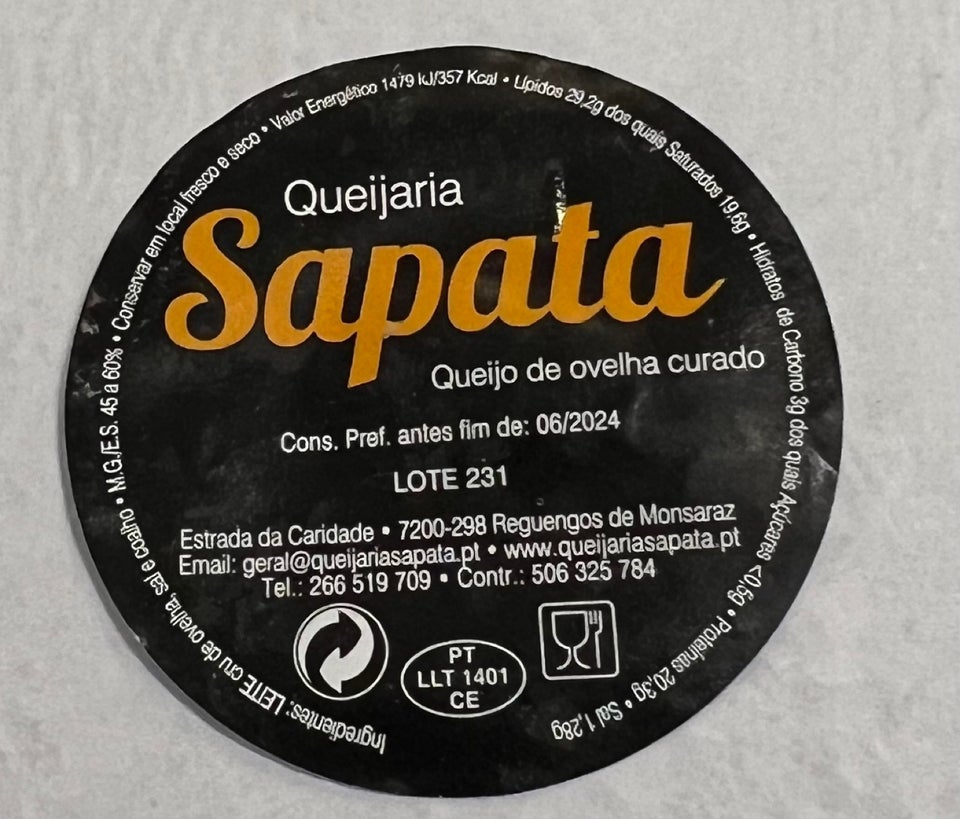 Queijaria
Sapata
Queijo de ovelha curado
Cons. Pref. antes fim de: 06/2024
LOTE 231
Estrada da Caridade • 7200-298 Reguengos de Monsaraz
Email: geral@queijariasapata.pt • www.queijariasapata.pt
Tel.: 266 519 709 • Contr.: 506 325 784
PT
LLT 1401
CE
Ingredientes: LEITE cru de ovelha, sal e coalho • M.G./E.S. 45 a 60% • Conservar em local fresco e seco • Valor Energético 1479 kJ/357 Kcal • Lípidos 29,2g dos quais Saturados 19,6g • Hidratos de Carbono 3g dos quais Açúcares <0,5g • Proteínas 20,3g • Sal 1,28g